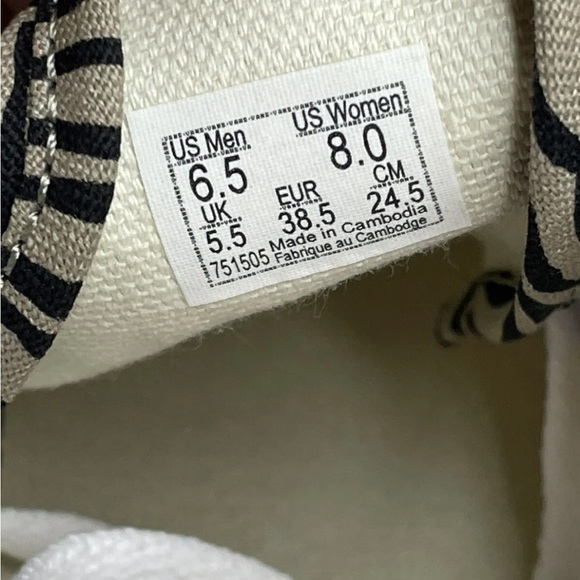 US Men US Women
6.5 8.0
UK EUR CM
5.5 38.5 24.5
751505 Made in Cambodia
Fabrique au Cambodge